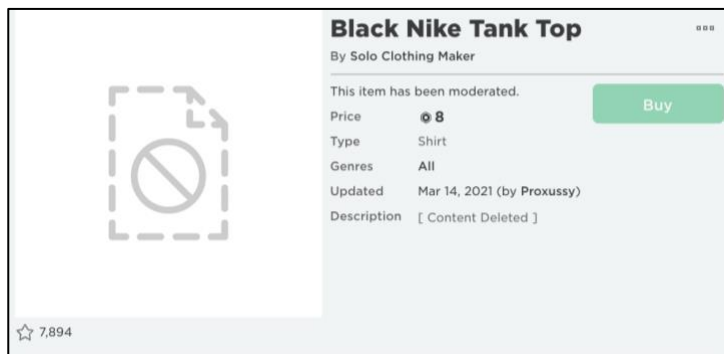 Black Nike Tank Top
By Solo Clothing Maker
This item has been moderated.
Buy
Price 8
Type Shirt
Genres All
Updated Mar 14, 2021 (by Proxussy)
Description [ Content Deleted ]
7,894